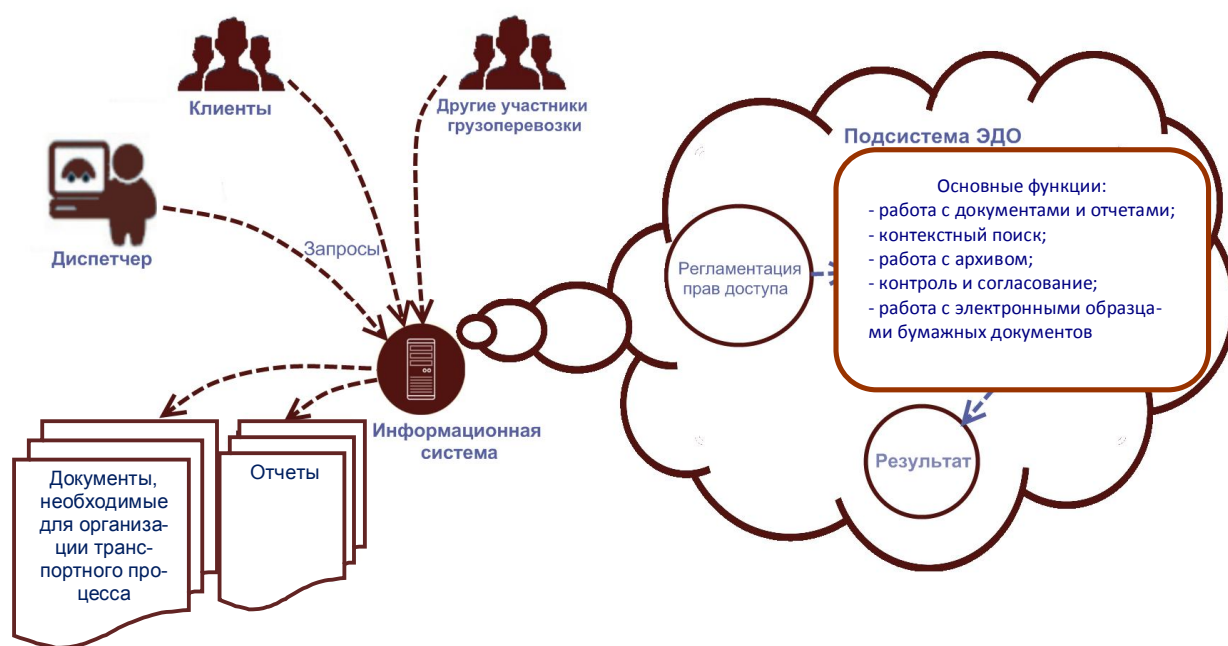 Клиенты
Другие участники
грузоперевозки
Диспетчер
Запросы
Информационная
система
Документы,
необходимые
для организа-
ции транс-
портного про-
цесса
Отчеты
Подсистема ЭДО
Регламентация
прав доступа
Основные функции:
- работа с документами и отчетами;
- контекстный поиск;
- работа с архивом;
- контроль и согласование;
- работа с электронными образца-
ми бумажных документов
Результат